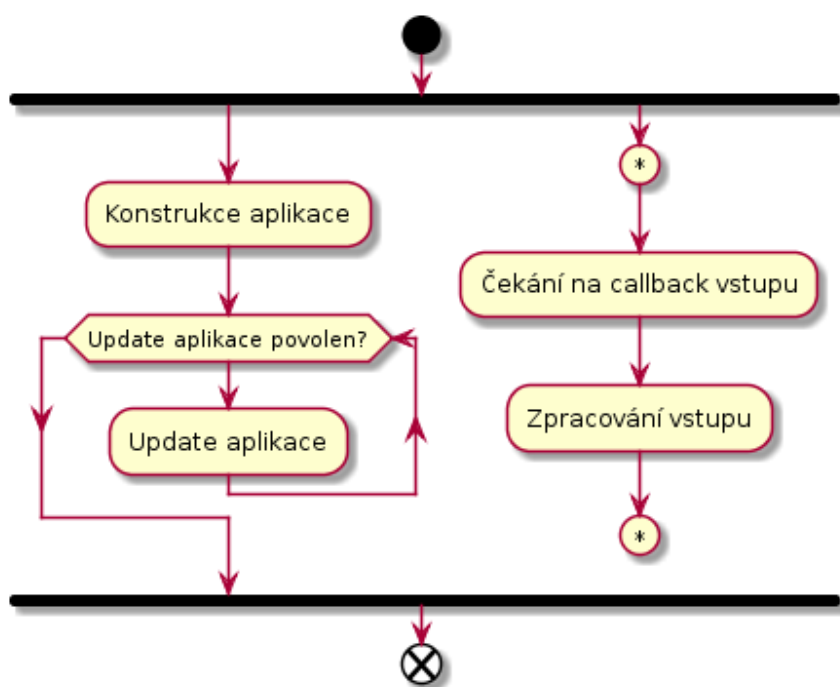 Konstrukce aplikace
Update aplikace povolen?
Update aplikace
*
Čekání na callback vstupu
Zpracování vstupu
*